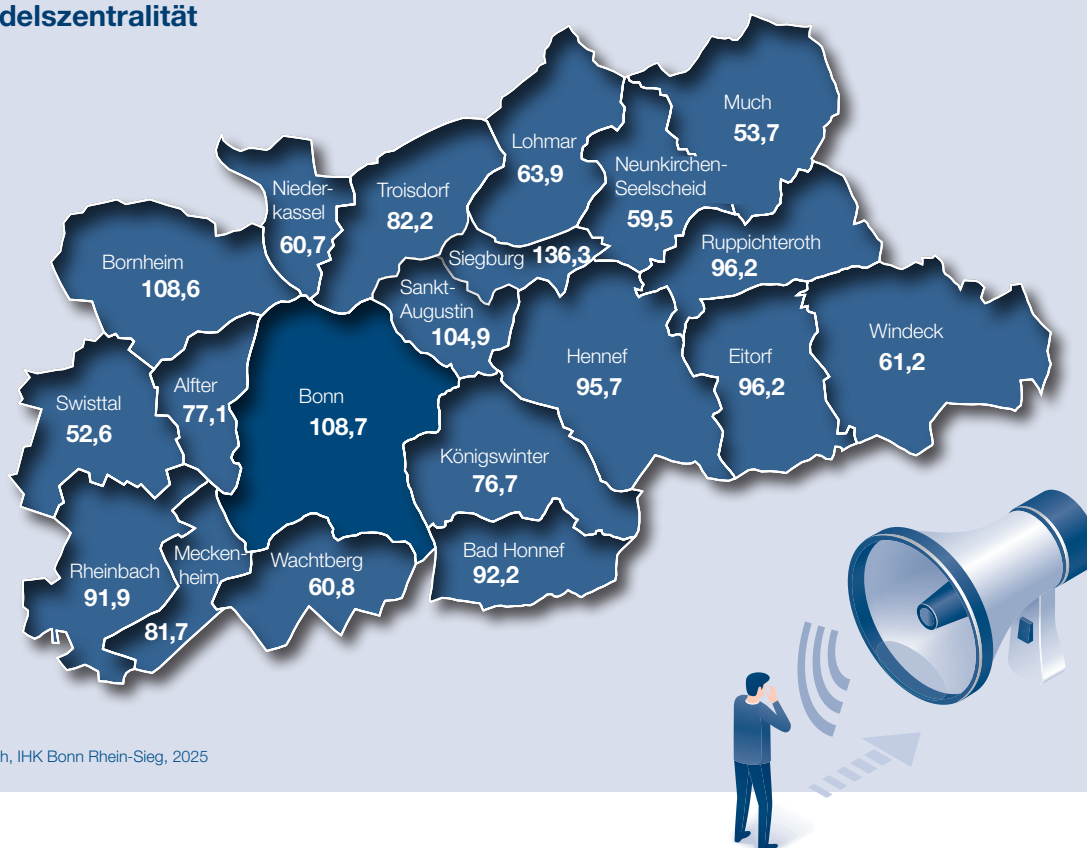 delszentralität
Much
53,7
Lohmar
63,9
Neunkirchen-
Seelscheid
59,5
Nieder-
kassel
60,7
Troisdorf
82,2
Ruppichteroth
96,2
Siegburg 136,3
Bornheim
108,6
Sankt-
Augustin
104,9
Windeck
61,2
Hennef
95,7
Eitorf
96,2
Alfter
77,1
Bonn
108,7
Swisttal
52,6
Königswinter
76,7
Bad Honnef
92,2
Wachtberg
60,8
Mecken-
heim
81,7
Rheinbach
91,9
h, IHK Bonn Rhein-Sieg, 2025